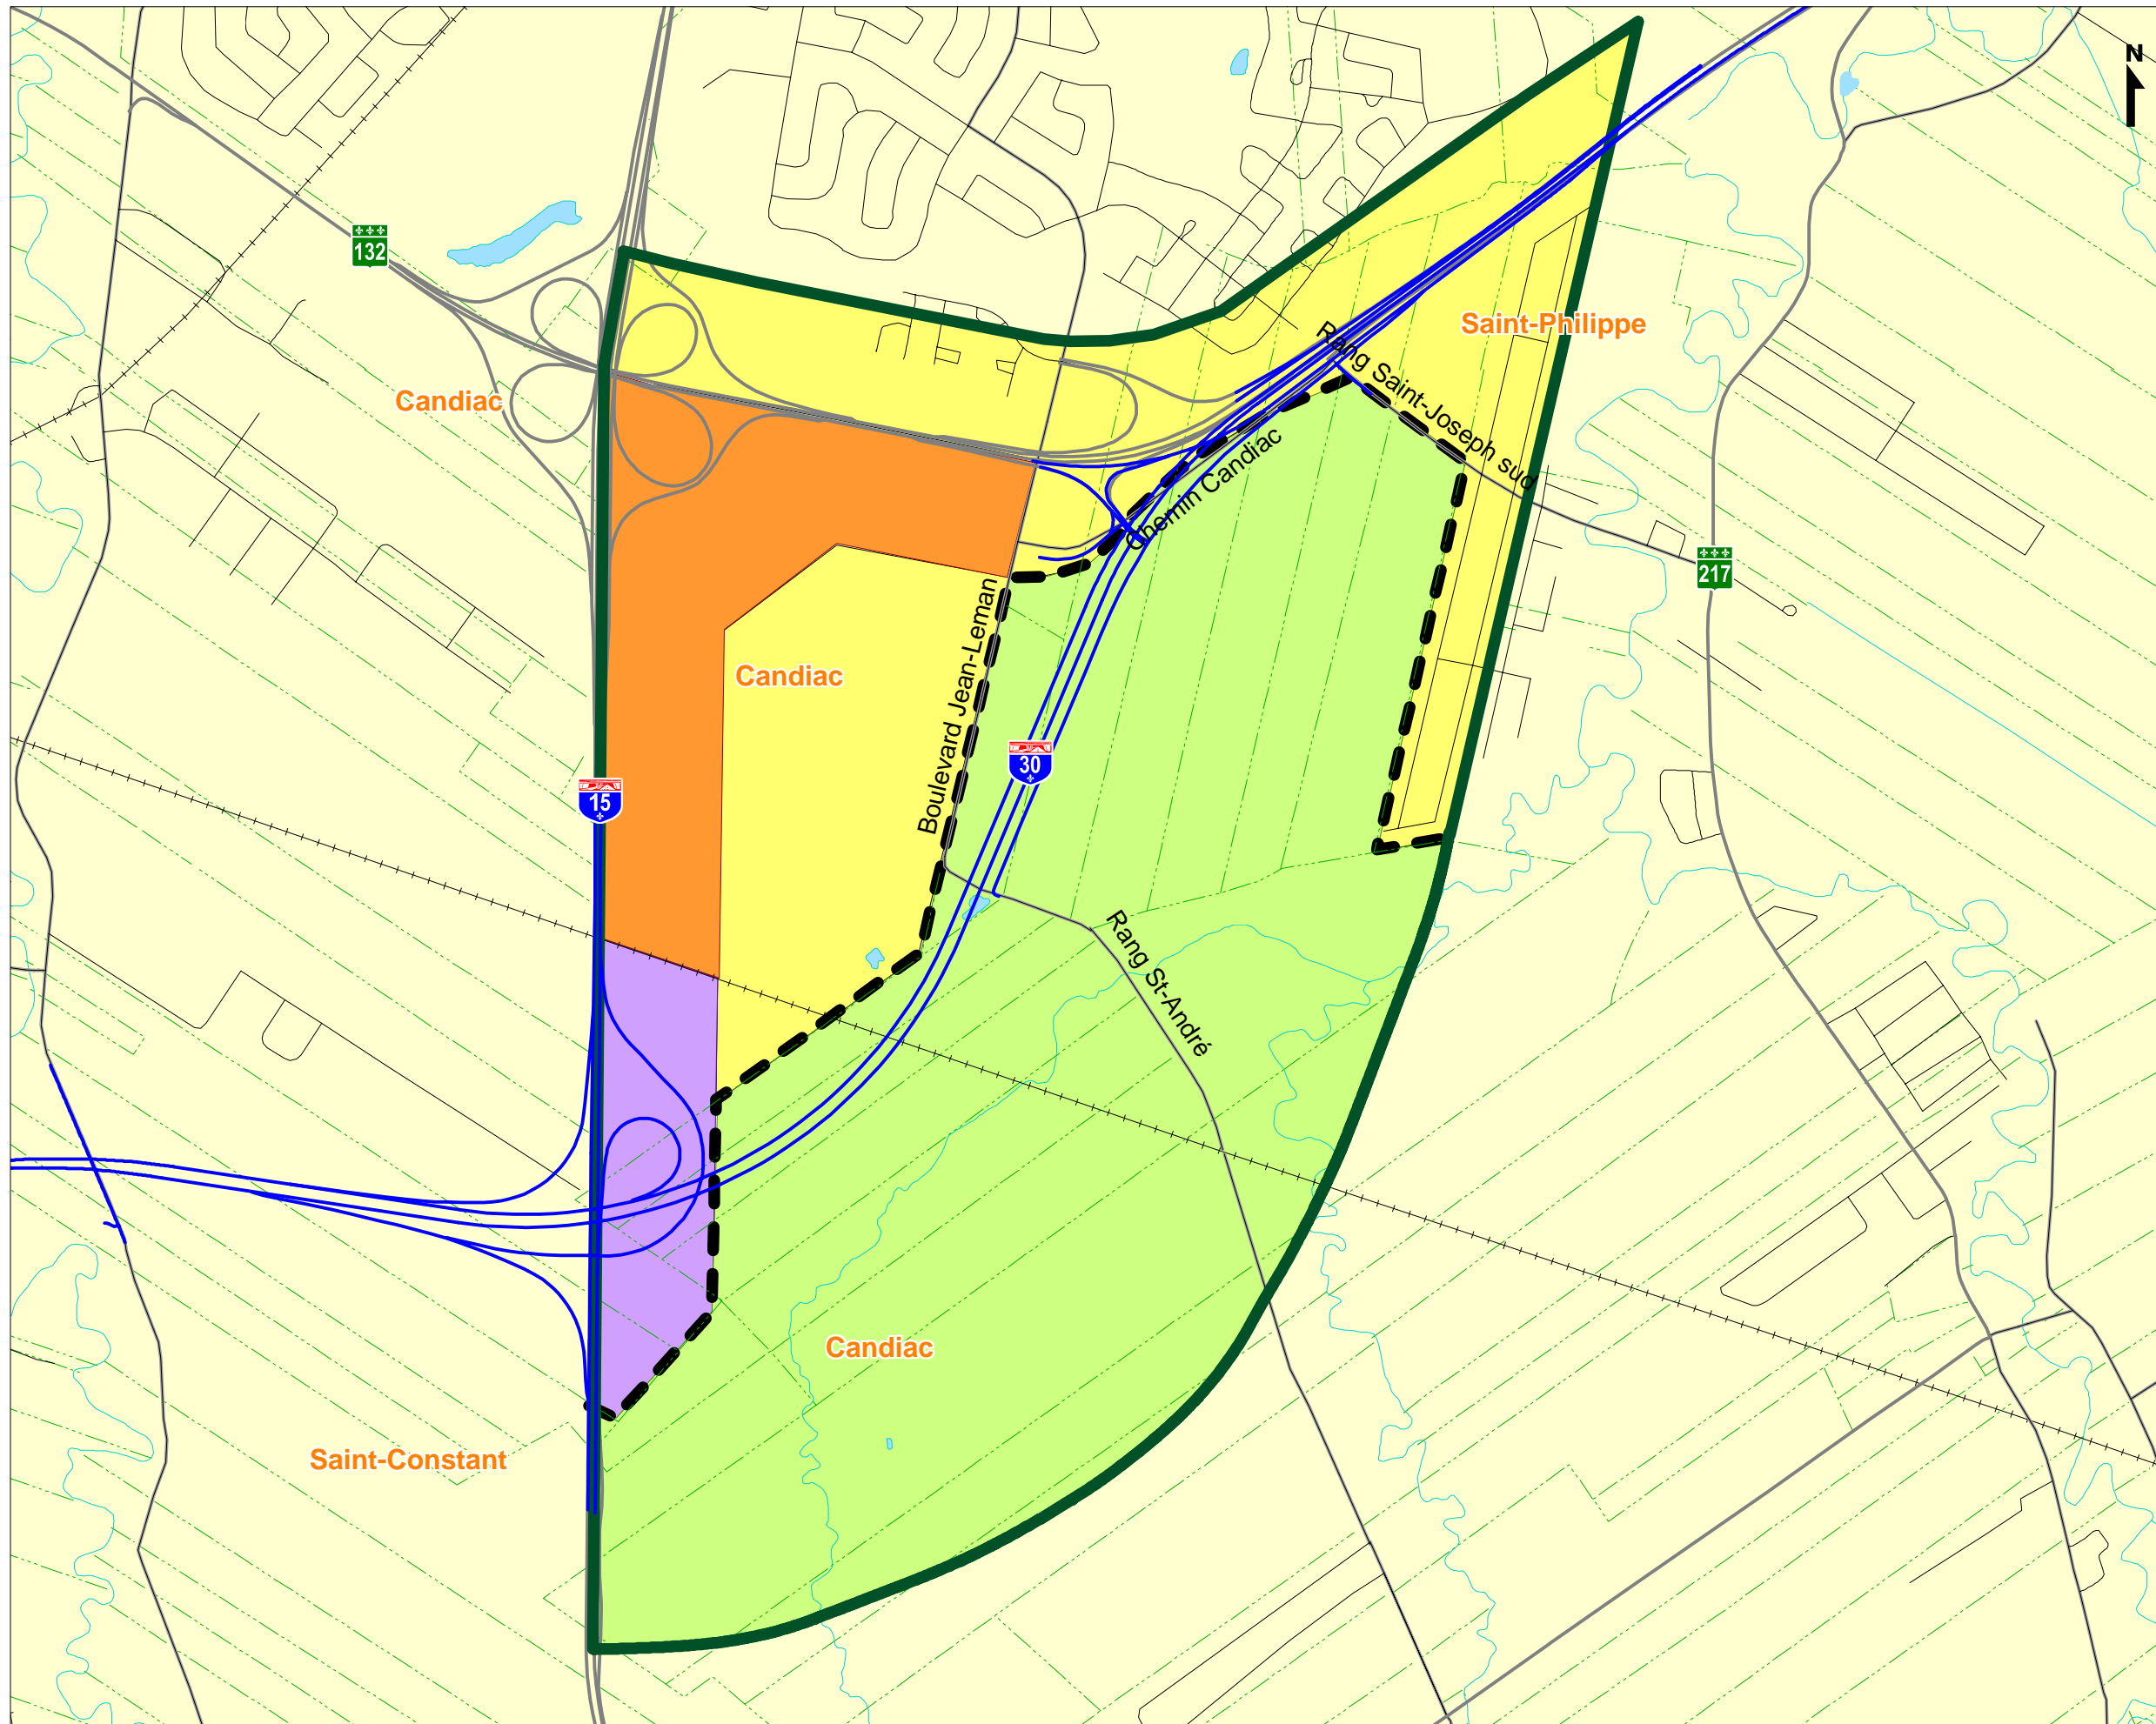 N
132
Saint-Philippe
Rang Saint-Joseph sud
Candiac
Chemin Candiac
217
Candiac
Boulevard Jean-Leman
30
15
Rang St-André
Candiac
Saint-Constant